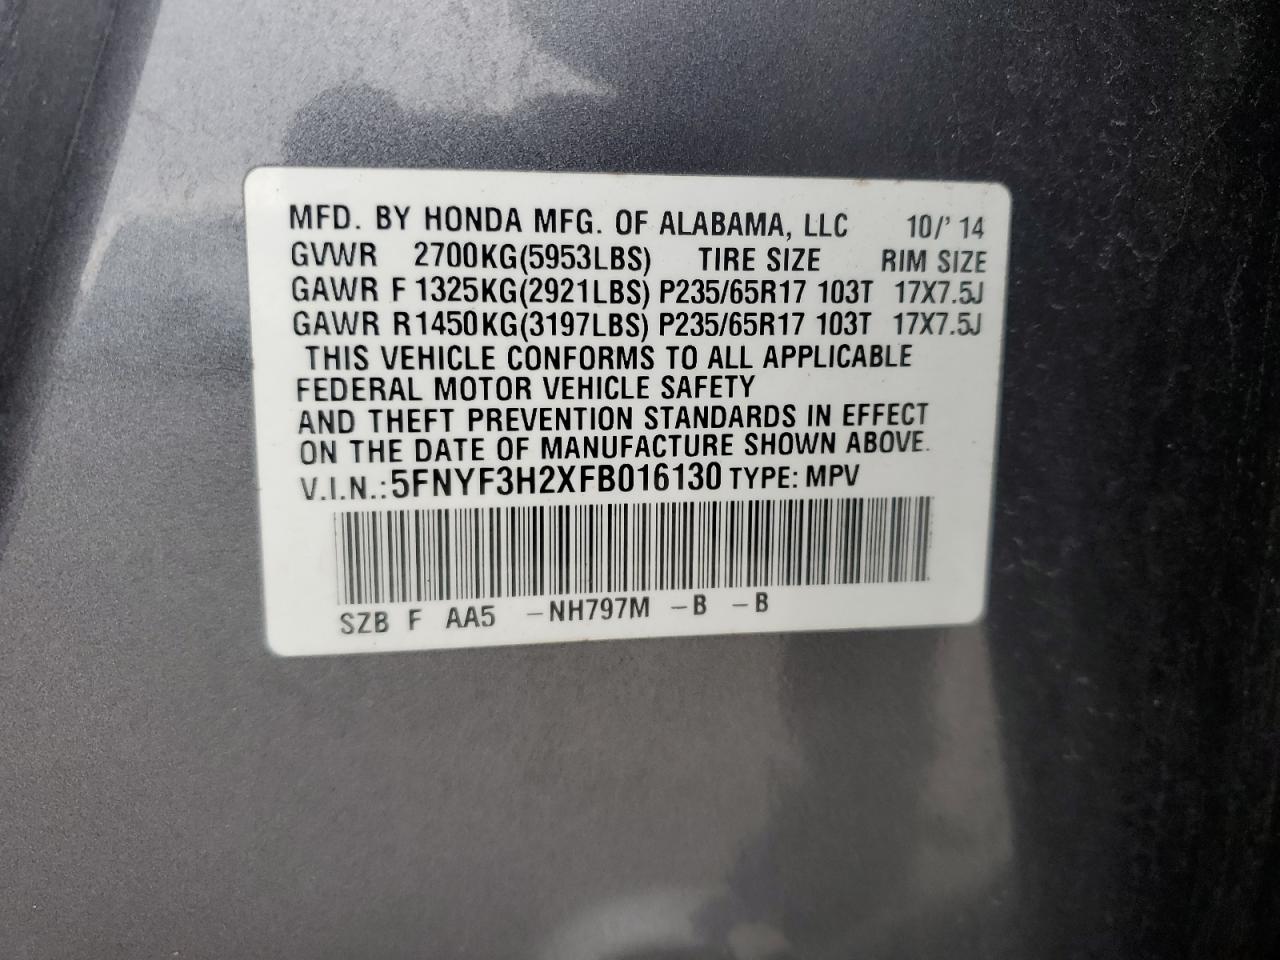 MFD. BY HONDA MFG. OF ALABAMA, LLC 10/' 14
GVWR 2700KG(5953LBS) TIRE SIZE RIM SIZE
GAWR F 1325KG(2921LBS) P235/65R17 103T 17X7.5J
GAWR R1450KG(3197LBS) P235/65R17 103T 17X7.5J
THIS VEHICLE CONFORMS TO ALL APPLICABLE
FEDERAL MOTOR VEHICLE SAFETY
AND THEFT PREVENTION STANDARDS IN EFFECT
ON THE DATE OF MANUFACTURE SHOWN ABOVE.
V.I.N.: 5FNYF3H2XFB016130 TYPE: MPV
SZB F AA5 –NH797M –B –B